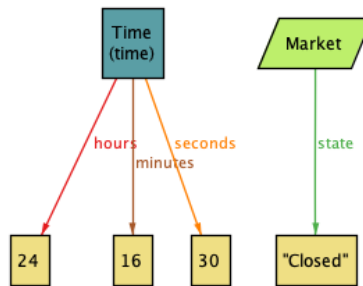 Time
(time)
Market
hours
seconds
minutes
state
24
16
30
"Closed"